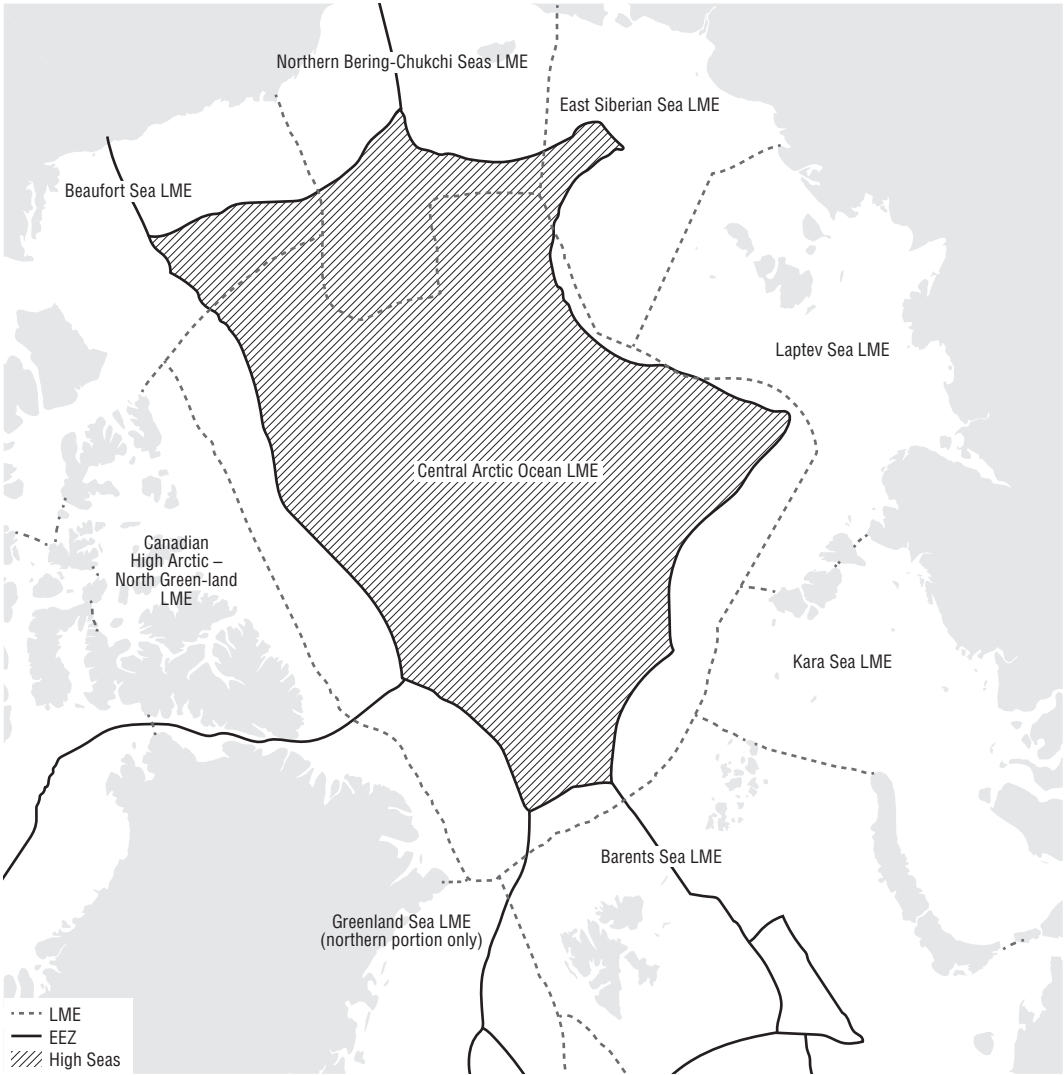 Northern Bering-Chukchi Seas LME
East Siberian Sea LME
Beaufort Sea LME
Laptev Sea LME
Central Arctic Ocean LME
Canadian
High Arctic –
North Green-land
LME
Kara Sea LME
Barents Sea LME
Greenland Sea LME
(northern portion only)
LME
EEZ
High Seas